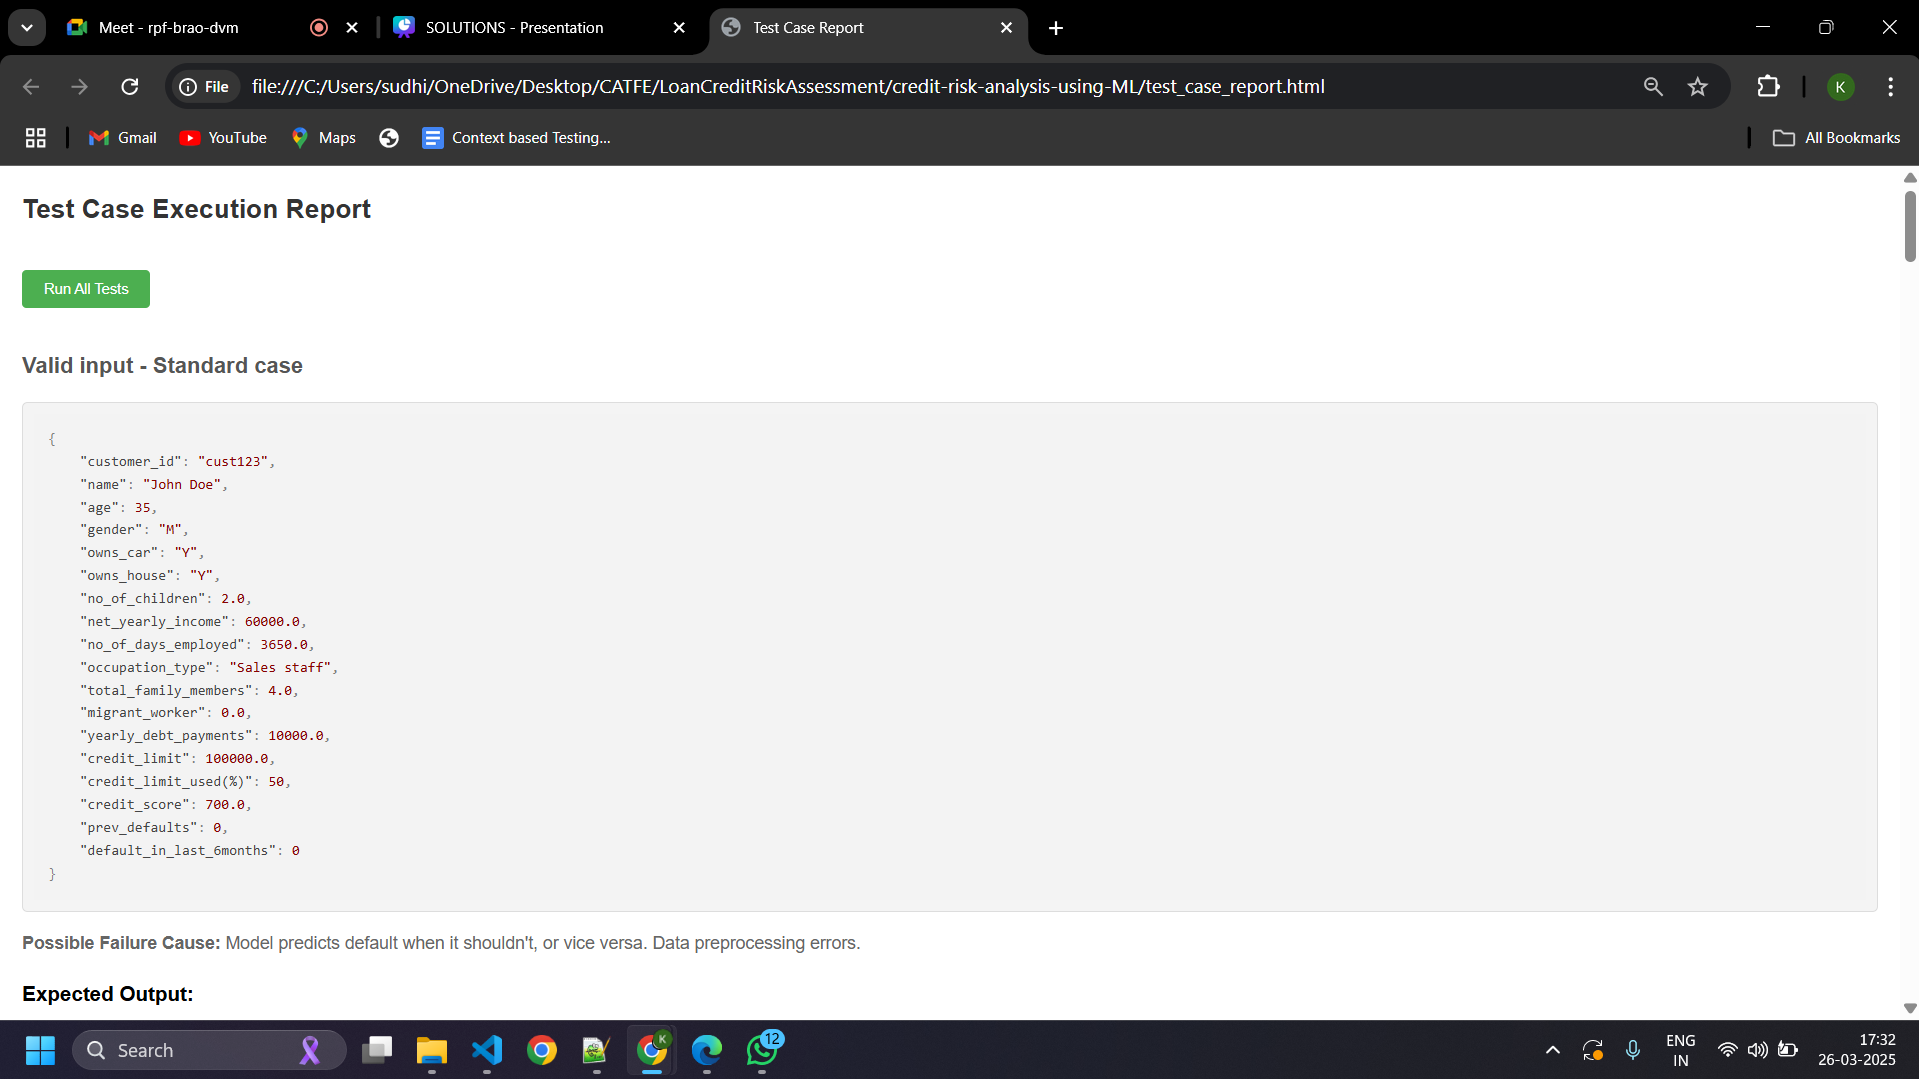 Meet - rpf-brao-dvm
SOLUTIONS - Presentation
Test Case Report
File
file:///C:/Users/sudhi/OneDrive/Desktop/CATFE/LoanCreditRiskAssessment/credit-risk-analysis-using-ML/test_case_report.html
K
Gmail
YouTube
Maps
Context based Testing...
All Bookmarks
Test Case Execution Report
Run All Tests
Valid input - Standard case
{
"customer_id": "cust123",
"name": "John Doe",
"age": 35,
"gender": "M",
"owns_car": "Y",
"owns_house": "Y",
"no_of_children": 2.0,
"net_yearly_income": 60000.0,
"no_of_days_employed": 3650.0,
"occupation_type": "Sales staff",
"total_family_members": 4.0,
"migrant_worker": 0.0,
"yearly_debt_payments": 10000.0,
"credit_limit": 100000.0,
"credit_limit_used(%)": 50,
"credit_score": 700.0,
"prev_defaults": 0,
"default_in_last_6months": 0
}
Possible Failure Cause: Model predicts default when it shouldn't, or vice versa. Data preprocessing errors.
Expected Output:
Search
K
12
ENG
IN
17:32
26-03-2025